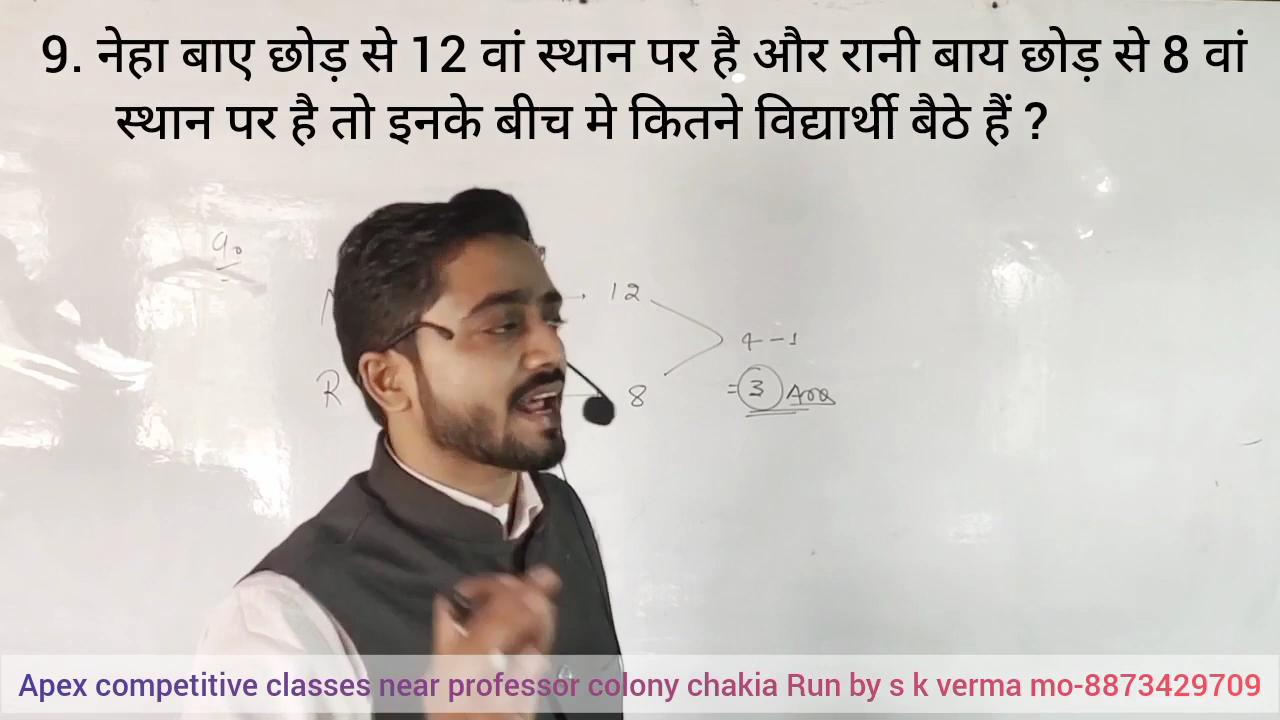 9. नेहा बाए छोड़ से 12 वां स्थान पर है और रानी बाय छोड़ से 8 वां
स्थान पर है तो इनके बीच मे कितने विद्यार्थी बैठे हैं ?
9.
12
4-1
R
8
= 3 Ans
Apex competitive classes near professor colony chakia Run by s k verma mo-8873429709